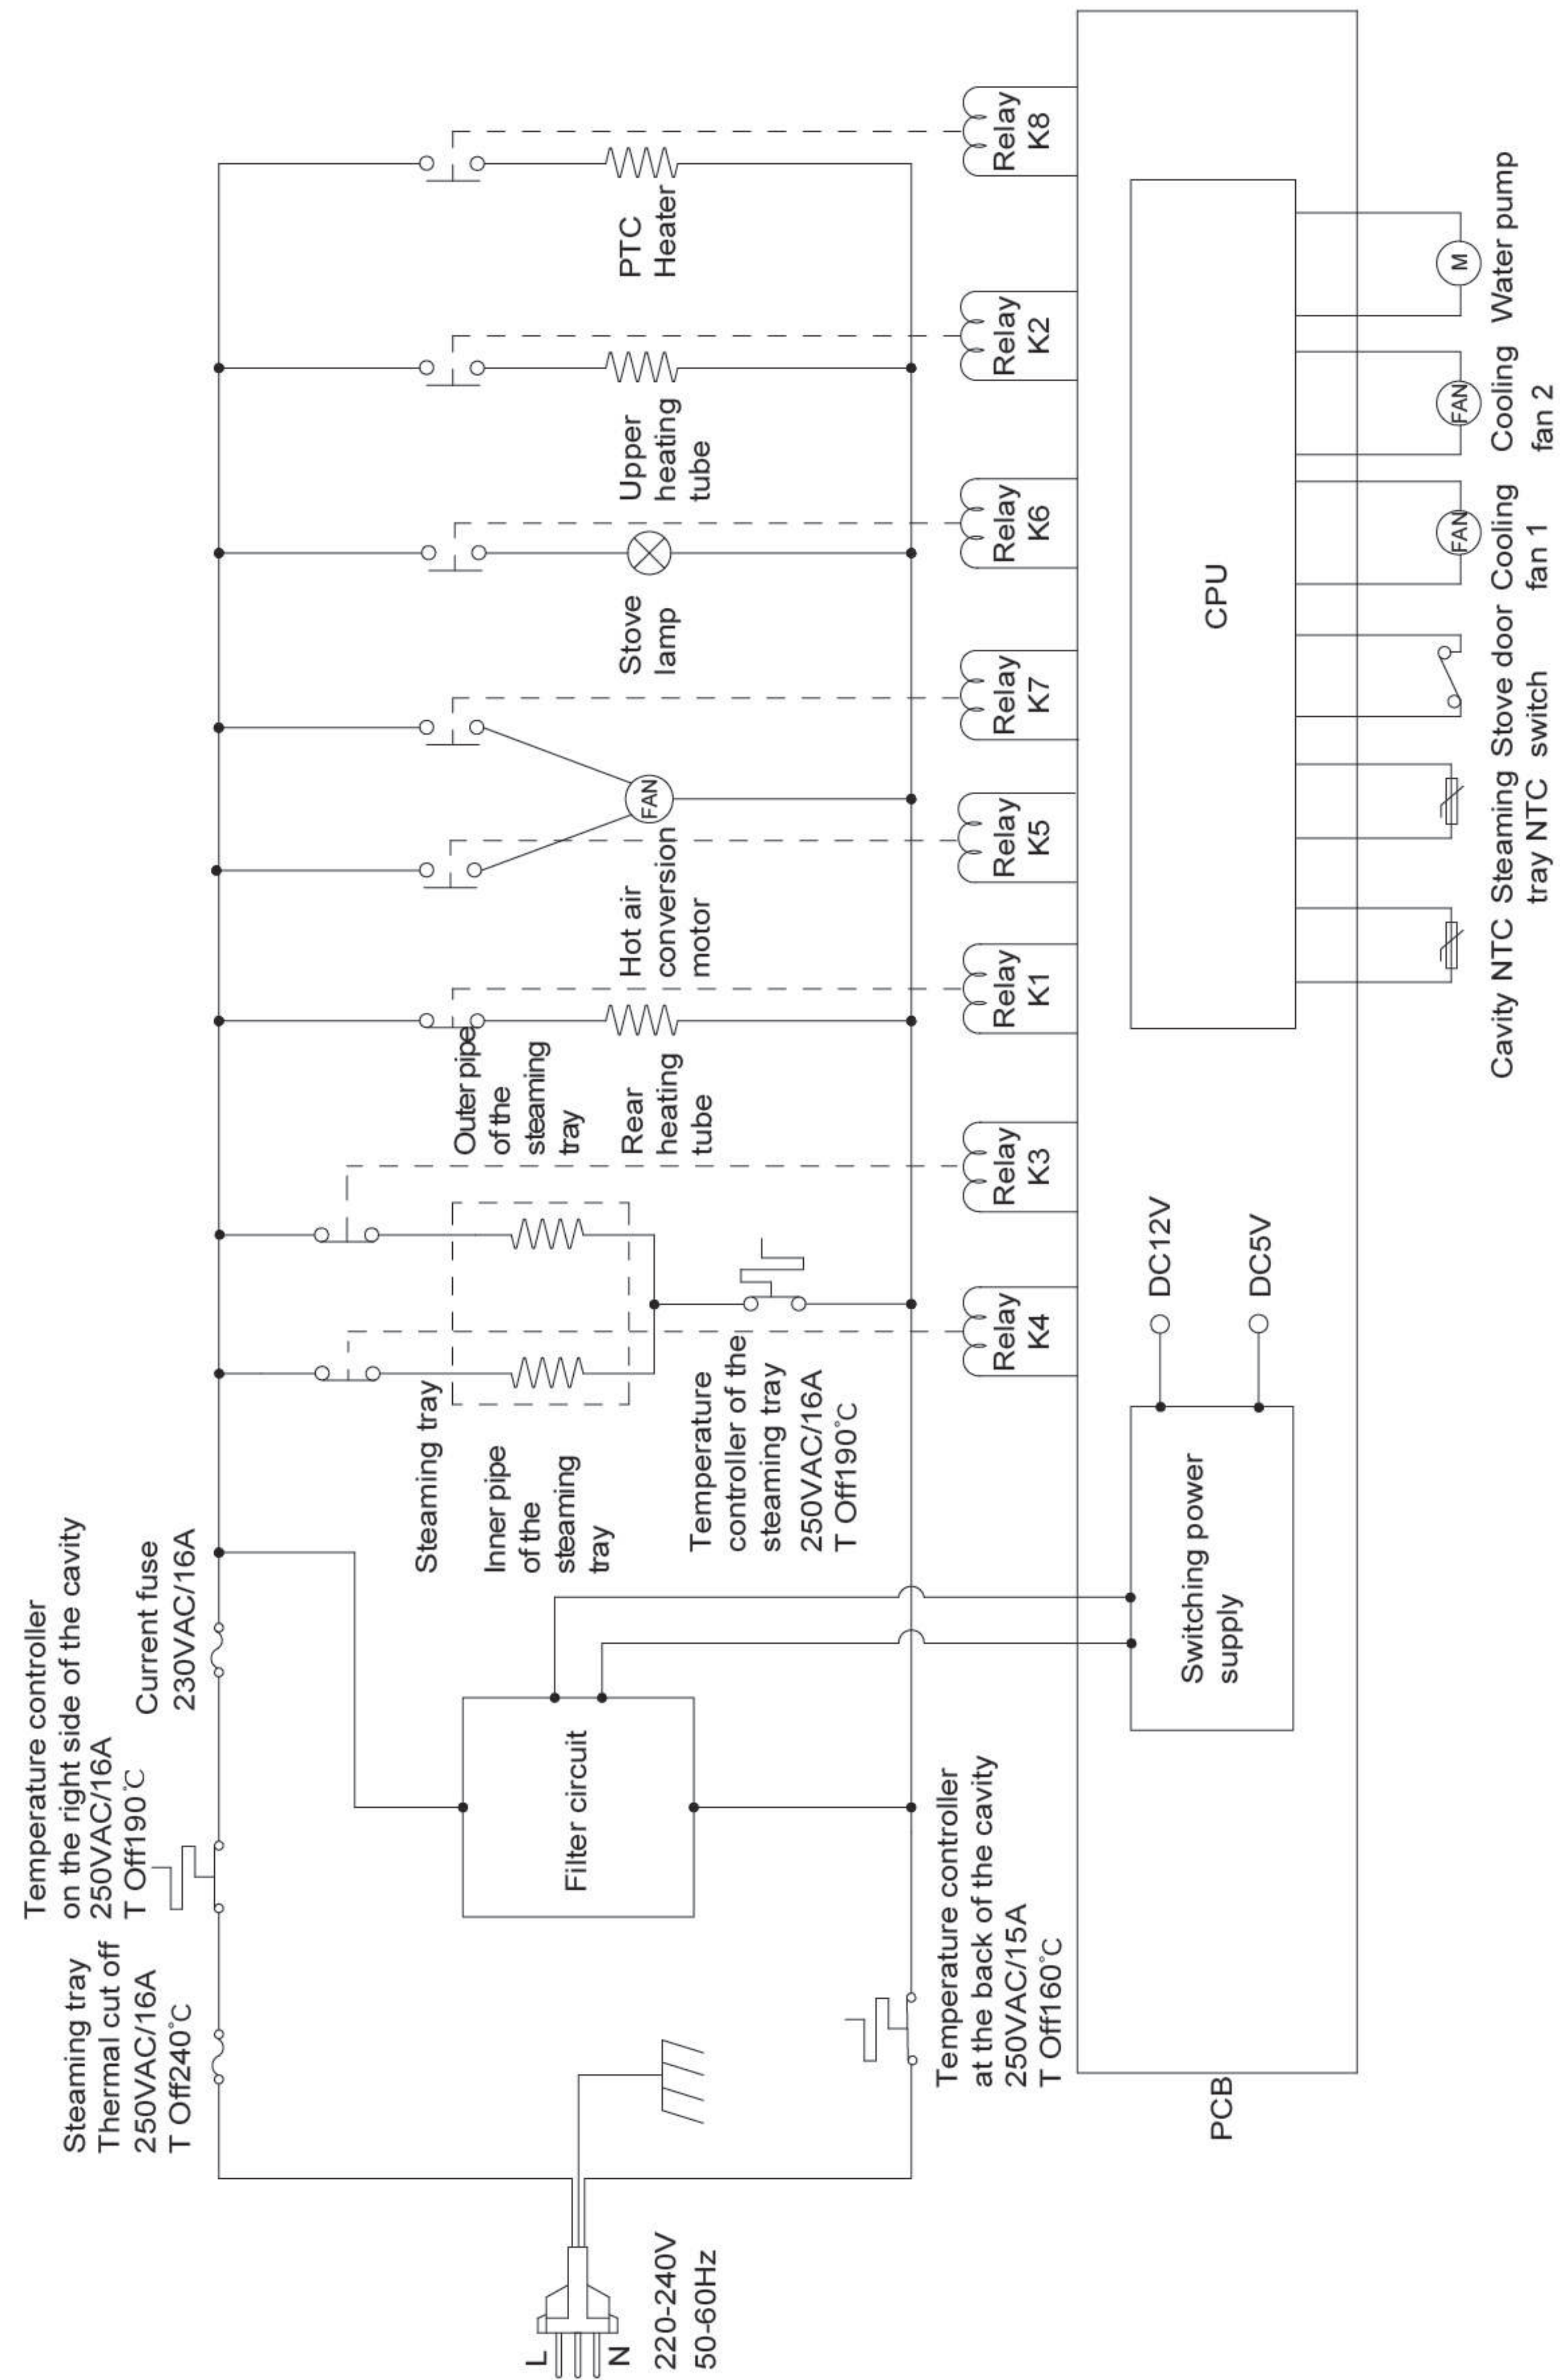 Temperature controller
on the right side of the cavity
250VAC/16A
T Off190℃
Steaming tray
Thermal cut off
250VAC/16A
T Off240℃
Current fuse
230VAC/16A
L
N
220-240V
50-60Hz
Filter circuit
Steaming tray
Inner pipe
of the
steaming
tray
Outer pipe
of the
steaming
tray
Temperature
controller of the
steaming tray
250VAC/16A
T Off190℃
Rear
heating
tube
Hot air
conversion
motor
FAN
Stove
lamp
Upper
heating
tube
PTC
Heater
Temperature controller
at the back of the cavity
250VAC/15A
T Off160℃
Relay
K4
Relay
K3
Relay
K1
Relay
K5
Relay
K7
Relay
K6
Relay
K2
Relay
K8
PCB
Switching power
supply
DC12V
DC5V
CPU
Cavity NTC
Steaming
tray NTC
Stove door
switch
FAN
Cooling
fan 1
FAN
Cooling
fan 2
M
Water pump